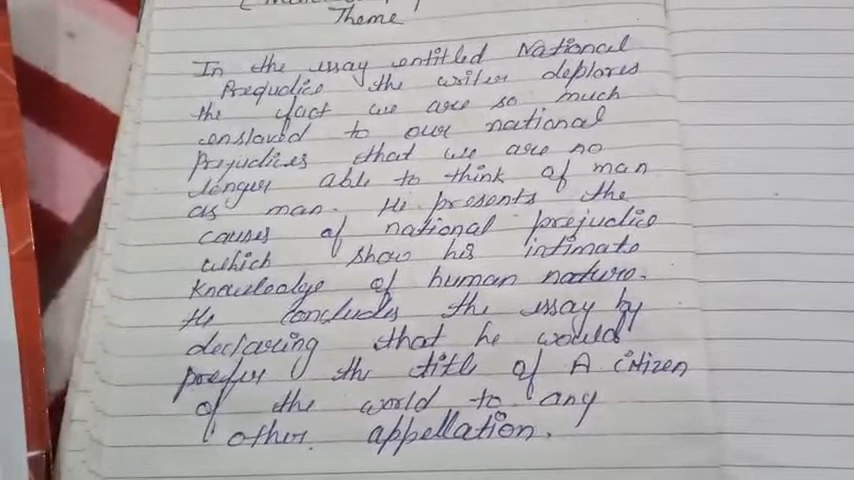 Theme
In the essay entitled National
Prequdice the writer deplores
the fact we are so much
enslaved to our national
Prejudices that we are no
longer able to think of man
as man. He presents the
causes of national prejudice
which show his intimate
knowledge of human nature.
He concludes the essay by
declaring that he would
prefer the title of A citizen
of the world to any
other appellation.